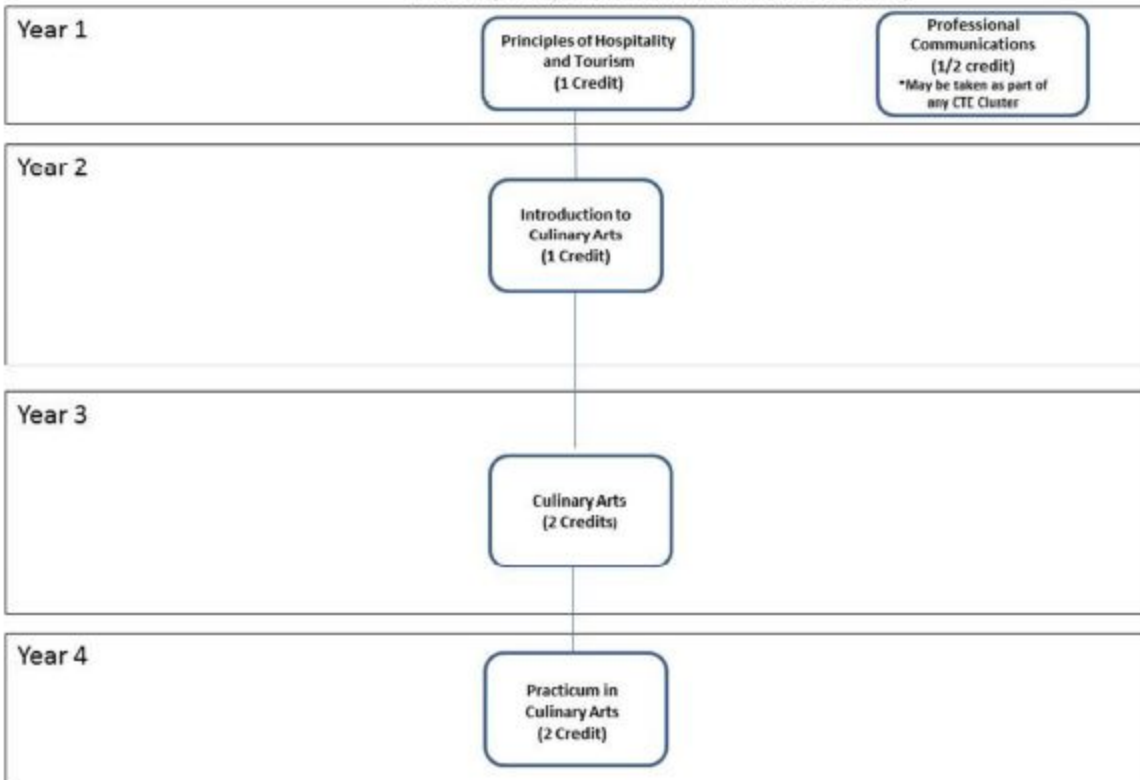 Year 1
Principles of Hospitality
and Tourism
(1 Credit)
Professional
Communications
(1/2 credit)
*May be taken as part of
any CTE Cluster
Year 2
Introduction to
Culinary Arts
(1 Credit)
Year 3
Culinary Arts
(2 Credits)
Year 4
Practicum in
Culinary Arts
(2 Credit)